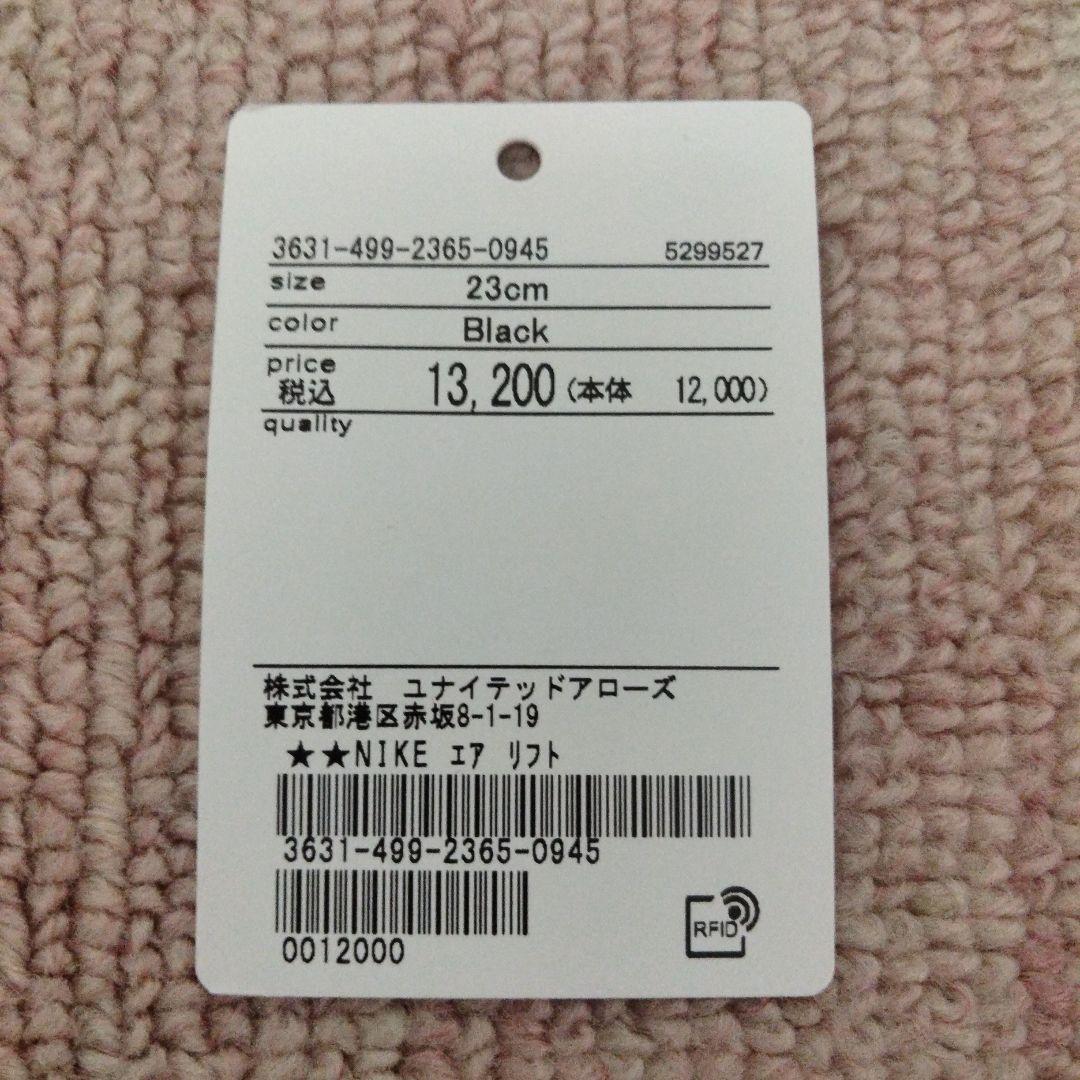 3631-499-2365-0945 5299527
size 23cm
color Black
price
税込 13,200 (本体 12,000)
quality
株式会社 ユナイテッドアローズ
東京都港区赤坂8-1-19
★★NIKE ｴｱ ﾘﾌﾄ
3631-499-2365-0945
0012000
RFID